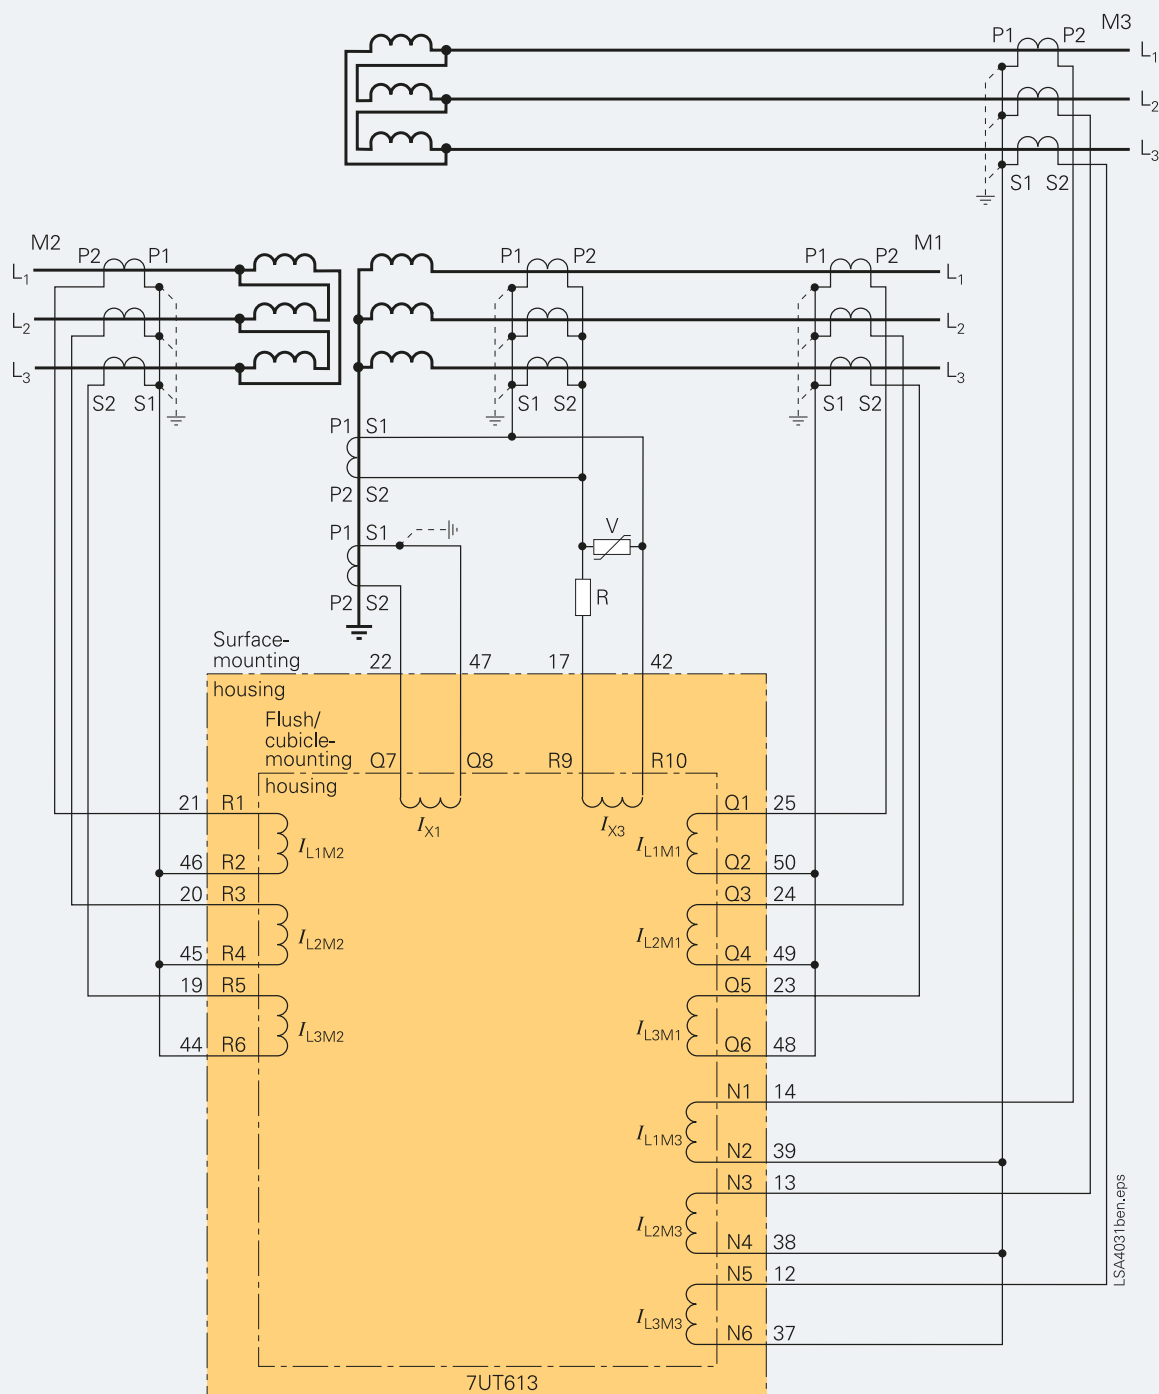 P1 P2 M3
L1
L2
L3
S1 S2
M2 P2 P1 P1 P2 P1 P2 M1
L1 L1
L2 L2
L3 L3
S2 S1 S1 S2 S1 S2
P1 S1
P2 S2
P1 S1 V
P2 S2 R
Surface-
mounting
housing
22 47 17 42
Flush/
cubicle-
mounting
housing
Q7 Q8 R9 R10
IX1 IX3
21 R1 Q1 25
IL1M2 IL1M1
46 R2 Q2 50
20 R3 Q3 24
IL2M2 IL2M1
45 R4 Q4 49
19 R5 Q5 23
IL3M2 IL3M1
44 R6 Q6 48
N1 14
IL1M3
N2 39
N3 13
IL2M3
N4 38
N5 12
IL3M3
N6 37
7UT613
LSA4031ben.eps